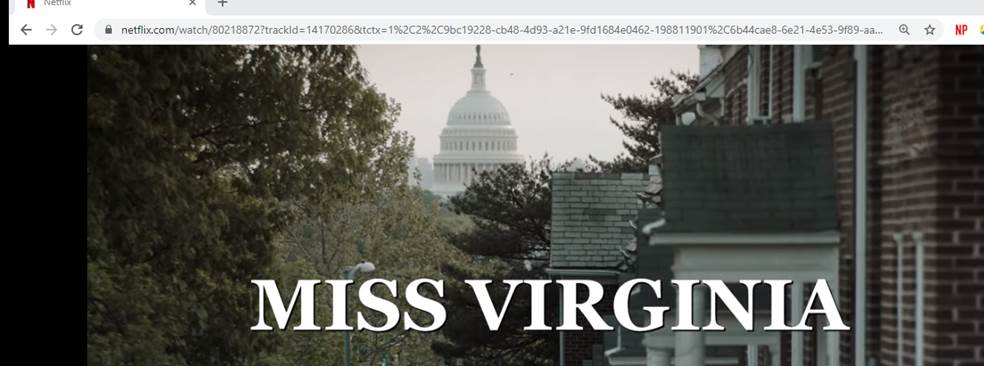 Netflix
netflix.com/watch/80218872?trackId=14170286&tctx=1%2C2%2C9bc19228-cb48-4d93-a21e-9fd1684e0462-198811901%2C6b44cae8-6e21-4e53-9f89-aa...
NP
MISS VIRGINIA